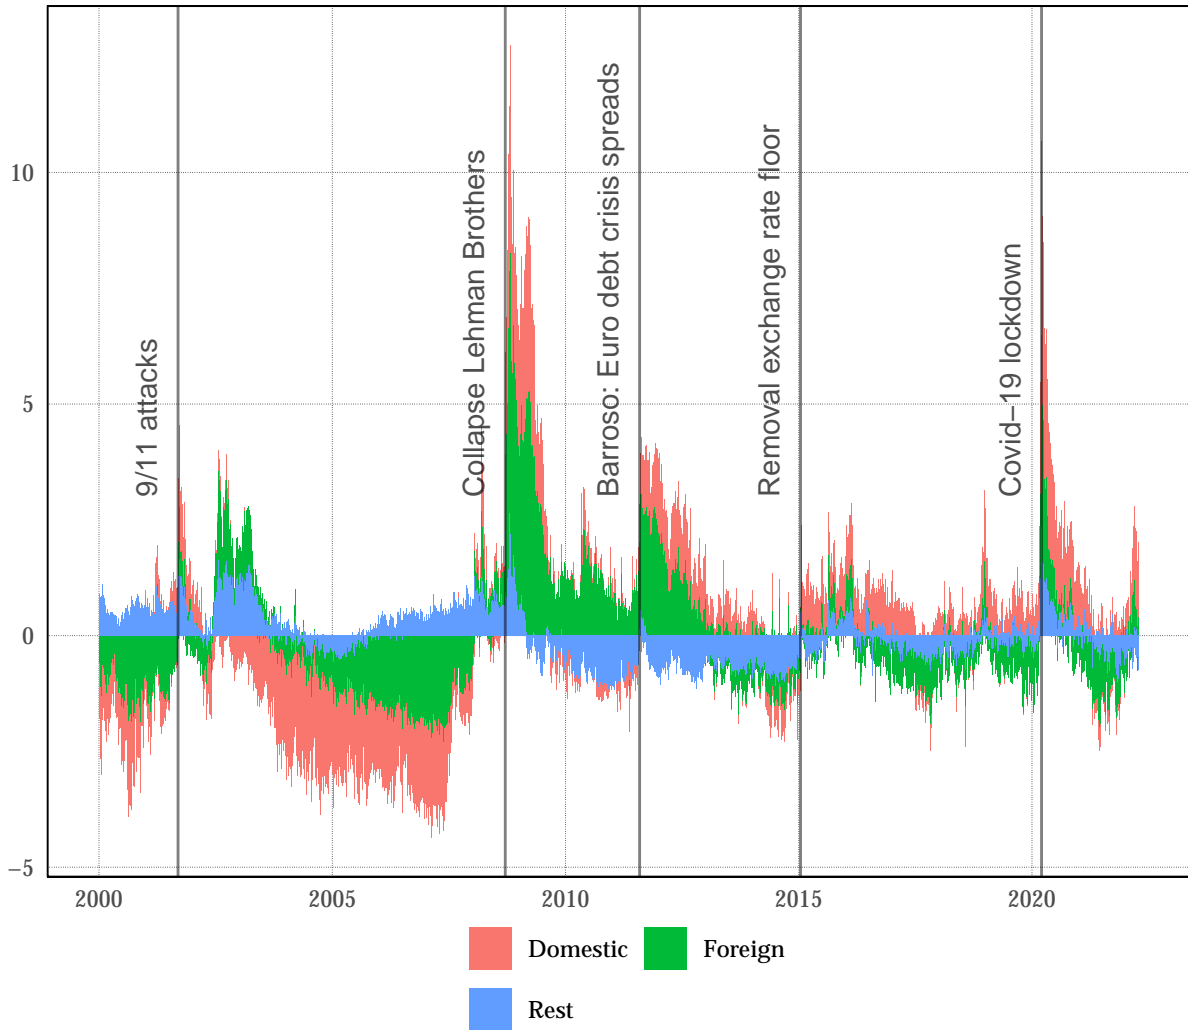 10
5
0
−5
9/11 attacks
Collapse Lehman Brothers
Barroso: Euro debt crisis spreads
Removal exchange rate floor
Covid−19 lockdown
2000 2005 2010 2015 2020
Domestic Foreign
Rest